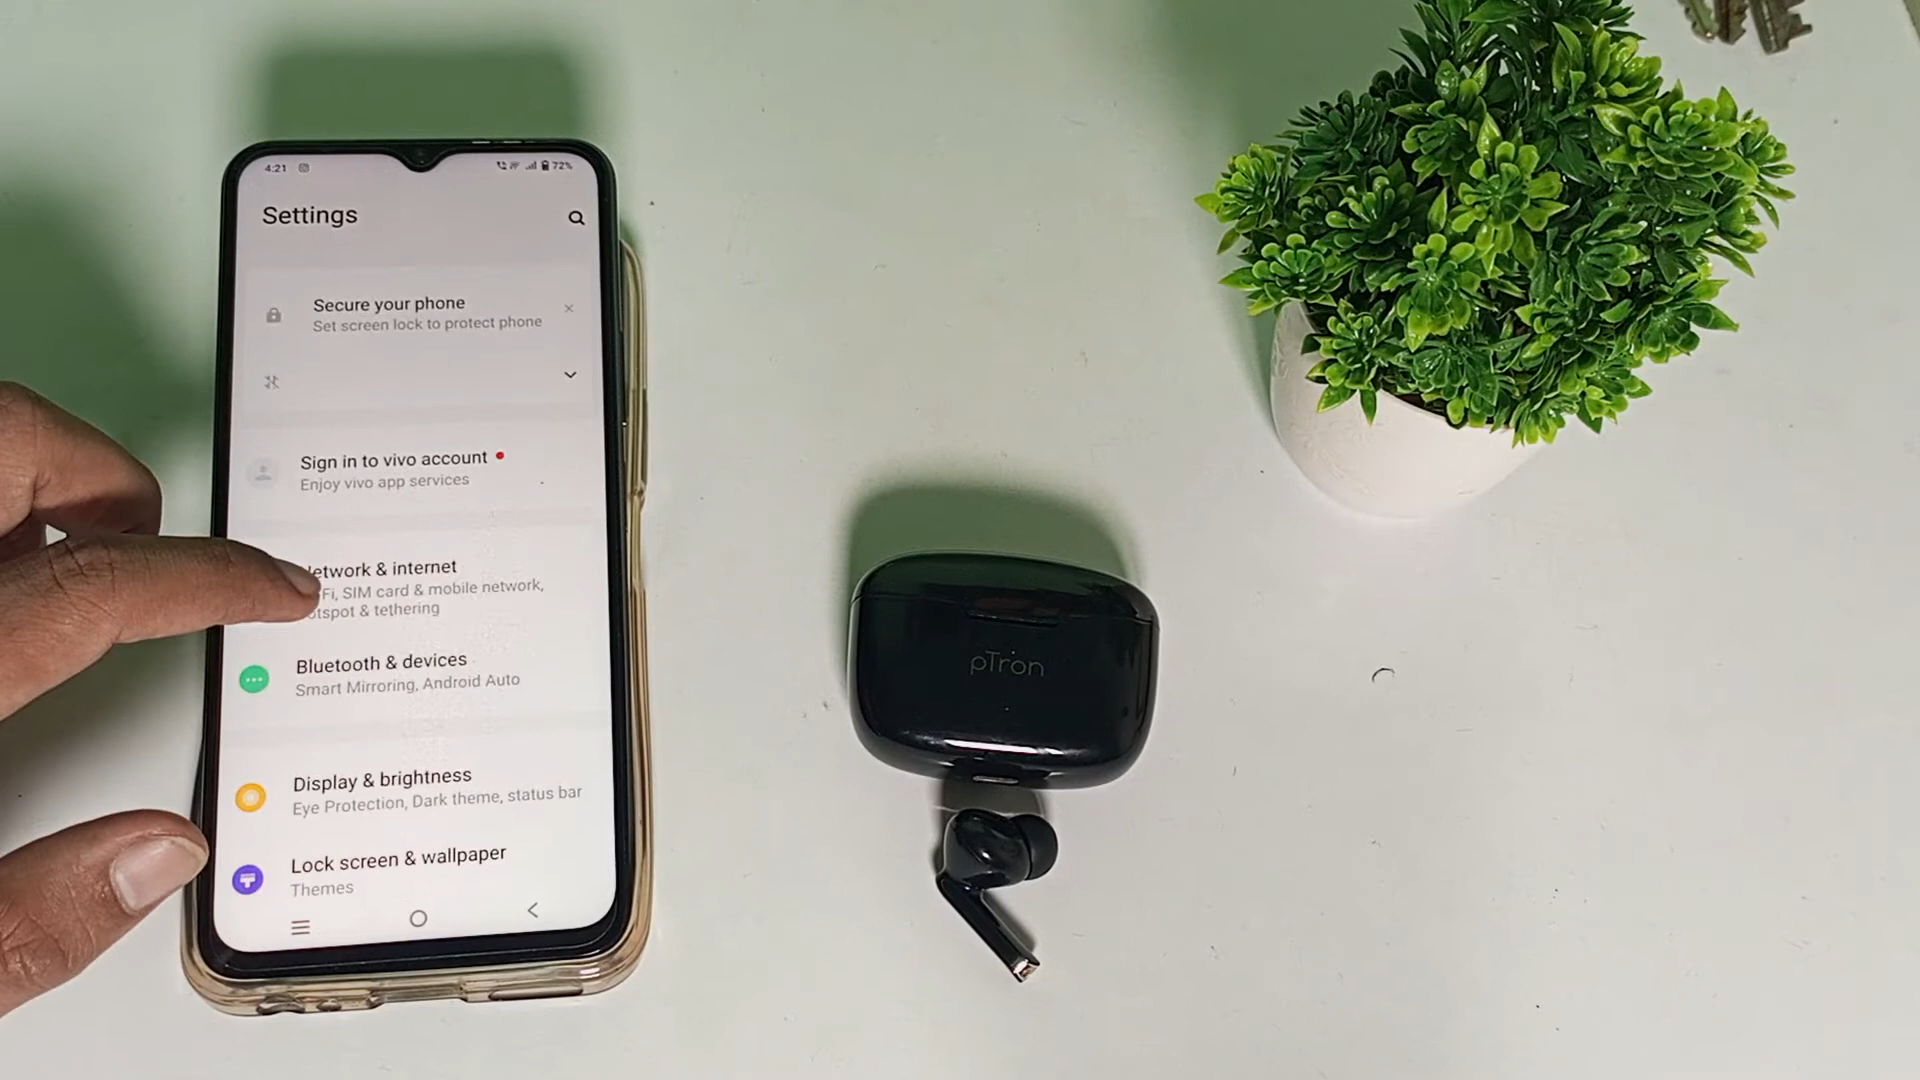 4:21 72%
Settings
Secure your phone
Set screen lock to protect phone
Sign in to vivo account
Enjoy vivo app services
etwork & internet
Fi, SIM card & mobile network,
otspot & tethering
Bluetooth & devices
Smart Mirroring, Android Auto
Display & brightness
Eye Protection, Dark theme, status bar
Lock screen & wallpaper
Themes
pTron